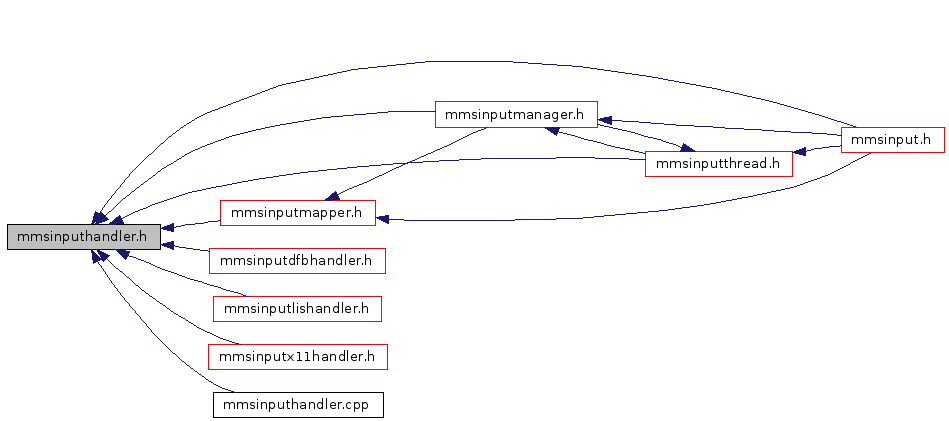 mmsinputmanager.h
mmsinput.h
mmsinputthread.h
mmsinputmapper.h
mmsinputhandler.h
mmsinputdfbhandler.h
mmsinputlishandler.h
mmsinputx11handler.h
mmsinputhandler.cpp